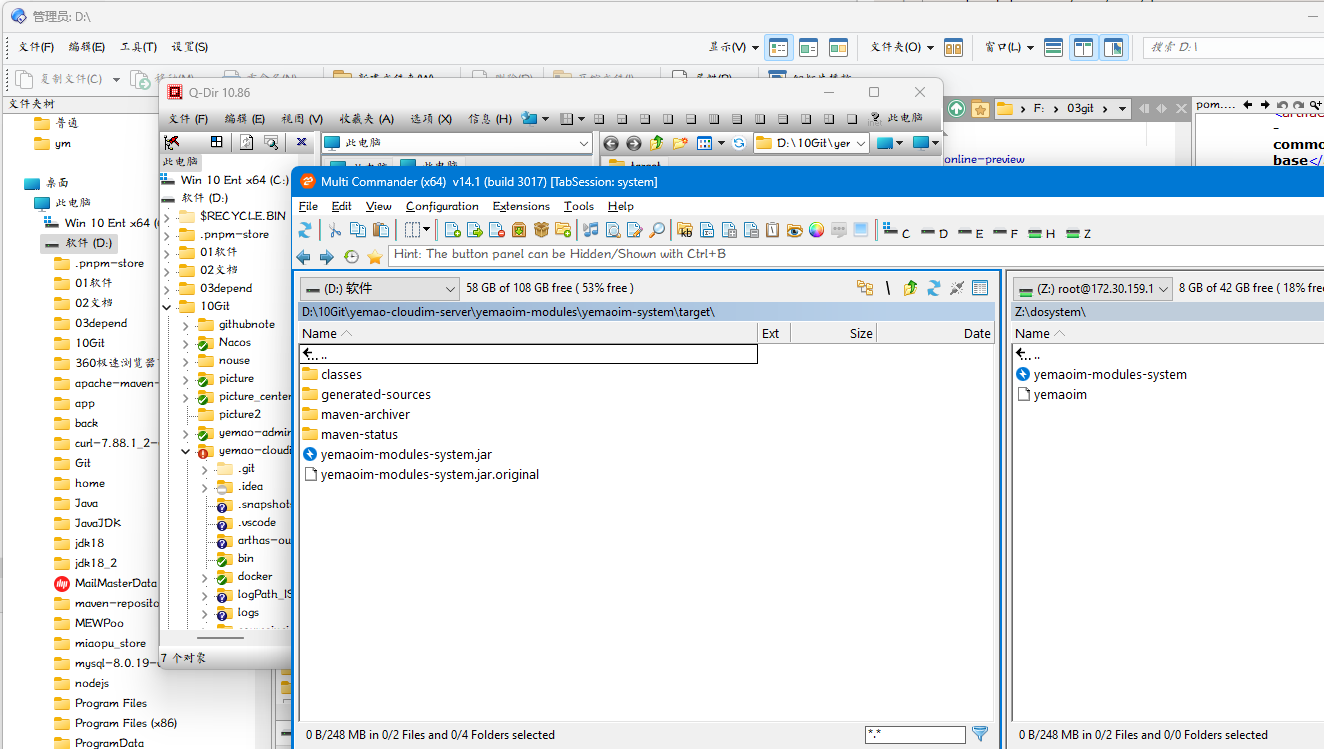 管理员: D:\
文件(F) 编辑(E) 工具(T) 设置(S)
显示(V) 文件夹(O) 窗口(L) 搜索 D:\
复制文件(C)
文件夹树
普通
ym
桌面
此电脑
Win 10 Ent x64 (
软件 (D:)
.pnpm-store
01软件
02文档
03depend
10Git
360极速浏览器
apache-maven-
app
back
curl-7.88.1_2-
Git
home
Java
JavaJDK
jdk18
jdk18_2
MailMasterData
maven-reposito
MEWPoo
miaopu_store
mysql-8.0.19-
nodejs
Program Files
Program Files (x86)
ProgramData
Q-Dir 10.86
文件 (F) 编辑 (E) 视图 (V) 收藏夹 (A) 选项 (X) 信息 (H) ? 此电脑
此电脑
D:\10Git\yer
此电脑
Win 10 Ent x64 (C:)
软件 (D:)
$RECYCLE.BIN
.pnpm-store
01软件
02文档
03depend
10Git
githubnote
Nacos
nouse
picture
picture_center
picture2
yemao-admin
yemao-cloudi
.git
.idea
.snapshots
.vscode
arthas-ou
bin
docker
logPath_IS
logs
7 个对象
F: 03git
pom....
online-preview
-
commo
base</
Multi Commander (x64) v14.1 (build 3017) [TabSession: system]
File Edit View Configuration Extensions Tools Help
C D E F H Z
Hint: The button panel can be Hidden/Shown with Ctrl+B
(D:) 软件 58 GB of 108 GB free ( 53% free ) \
D:\10Git\yemao-cloudim-server\yemaoim-modules\yemaoim-system\target\
Name Ext Size Date
..
classes
generated-sources
maven-archiver
maven-status
yemaoim-modules-system.jar
yemaoim-modules-system.jar.original
0 B/248 MB in 0/2 Files and 0/4 Folders selected *.*
(Z:) root@172.30.159.1 8 GB of 42 GB free ( 18% fre
Z:\dosystem\
Name
..
yemaoim-modules-system
yemaoim
0 B/248 MB in 0/2 Files and 0/0 Folders selected